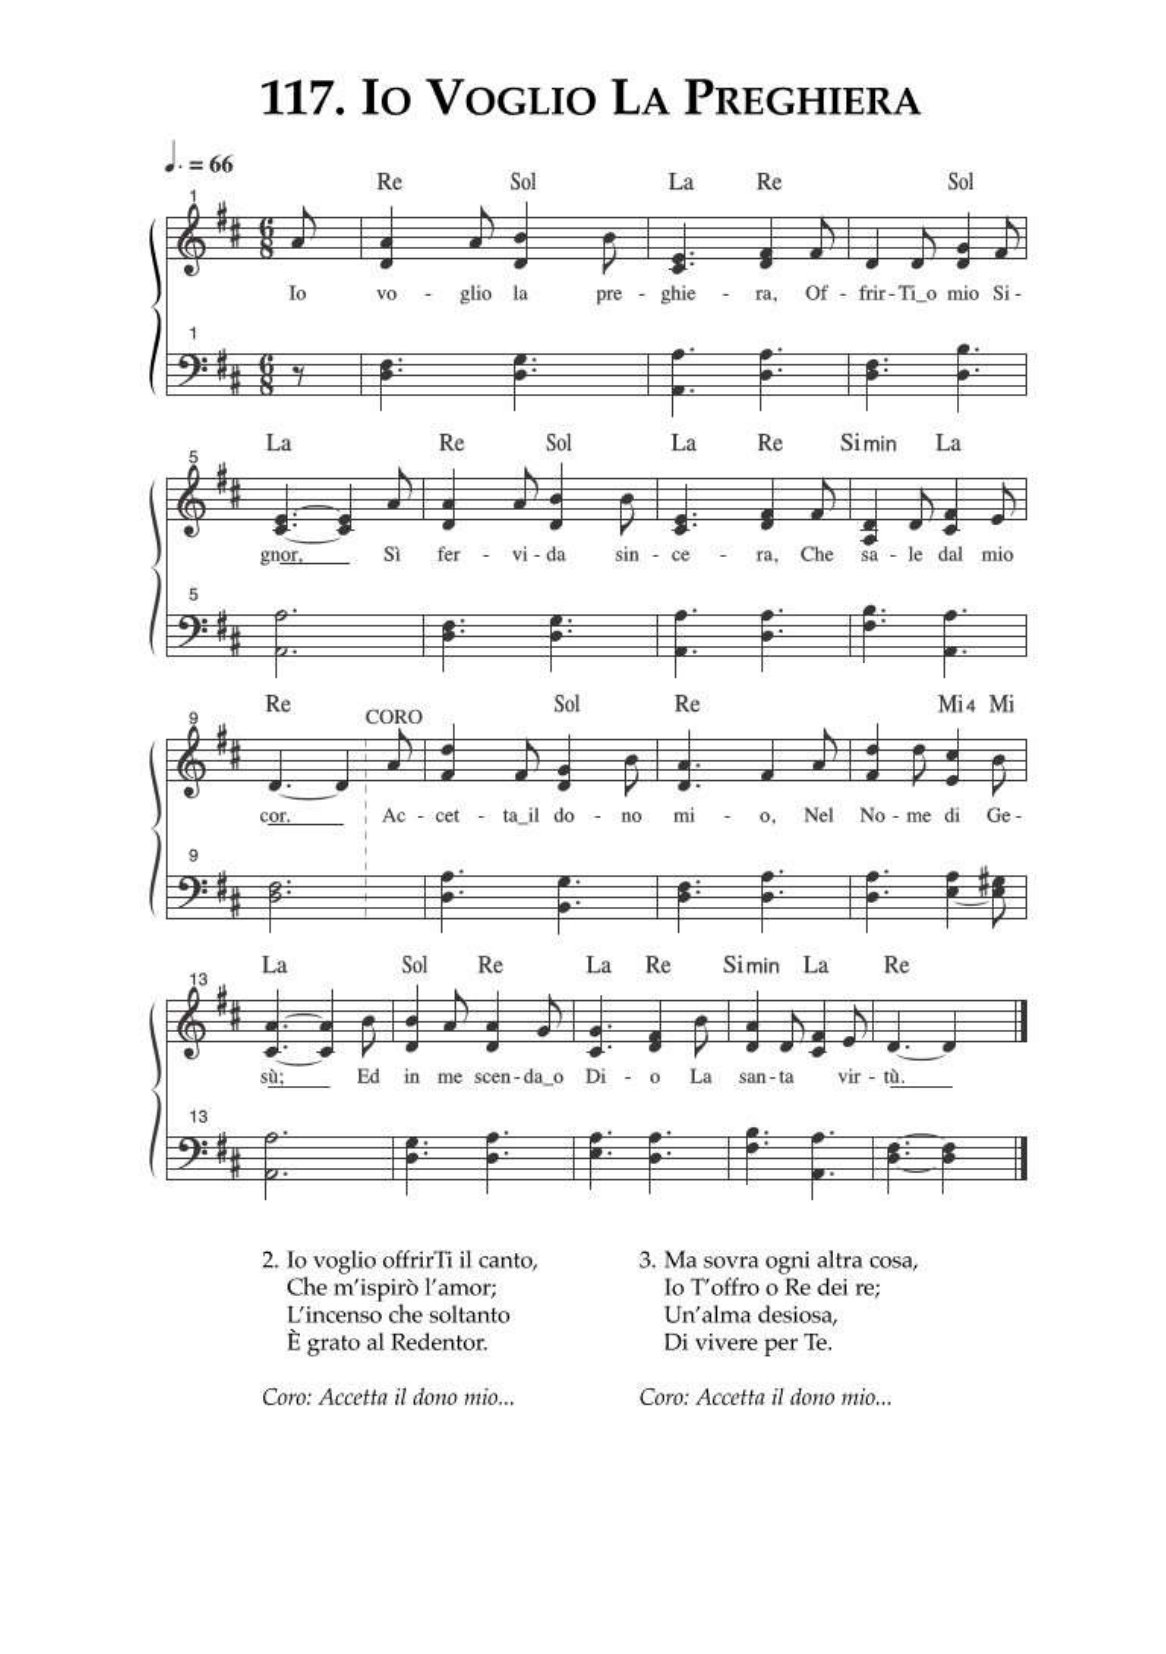 117. Io Voglio La Preghiera
♩. = 66
Re Sol La Re Sol
1
6 8
Io vo - glio la pre - ghie - ra, Of - frir-Ti_o mio Si -
1
6 8
La Re Sol La Re Simin La
5
gnor, Sì fer - vi-da sin - ce - ra, Che sa - le dal mio
5
Re CORO Sol Re Mi4 Mi
9
cor. Ac - cet - ta_il do - no mi - o, Nel No-me di Ge -
9
La Sol Re La Re Simin La Re
13
sù; Ed in me scen-da_o Di - o La san-ta vir - tù.
13
2. Io voglio offrirTi il canto,
Che m'ispirò l'amor;
L'incenso che soltanto
È grato al Redentor.
Coro: Accetta il dono mio...
3. Ma sovra ogni altra cosa,
Io T'offro o Re dei re;
Un'alma desiosa,
Di vivere per Te.
Coro: Accetta il dono mio...